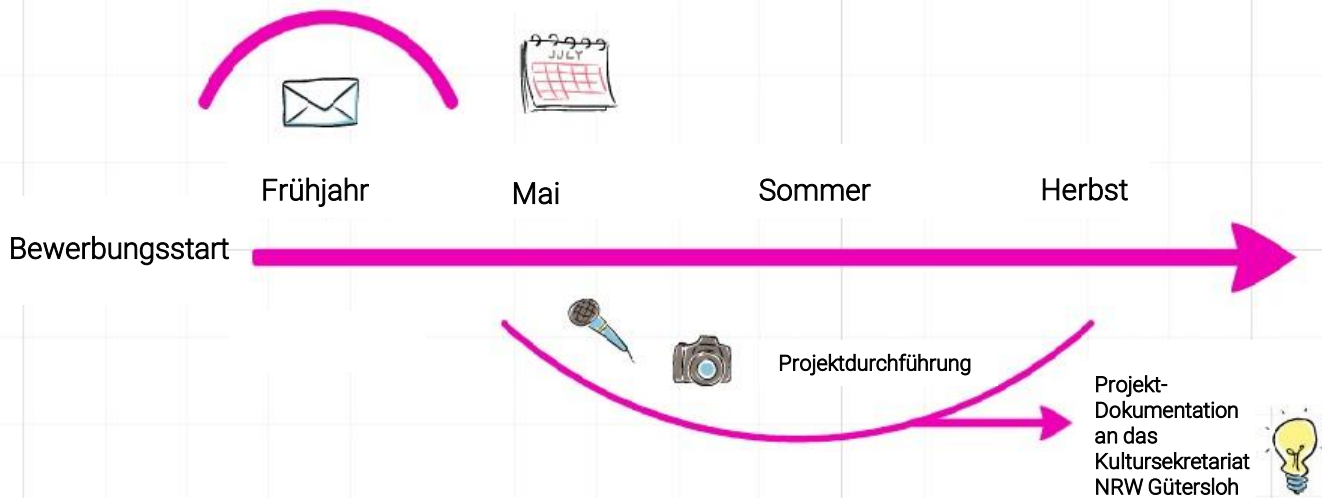 JULY
Frühjahr
Mai
Sommer
Herbst
Bewerbungsstart
Projektdurchführung
Projekt-
Dokumentation
an das
Kultursekretariat
NRW Gütersloh